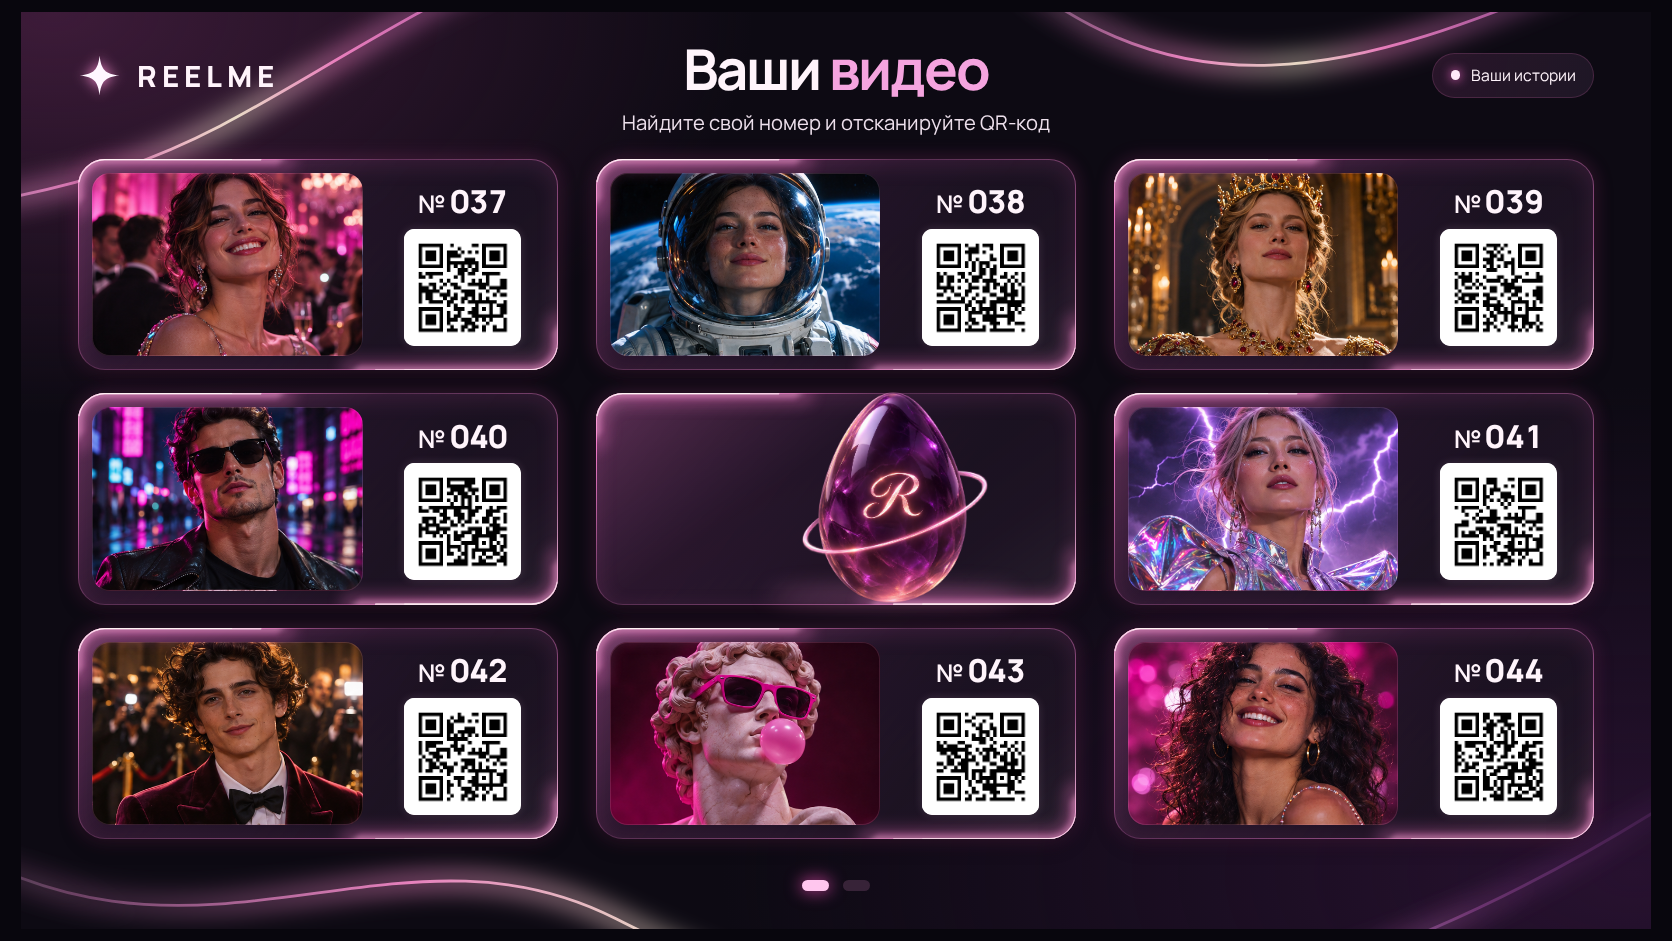 REELME
Ваши видео
Ваши истории
Найдите свой номер и отсканируйте QR-код
№ 037
№ 038
№ 039
№ 040
R
№ 041
№ 042
№ 043
№ 044